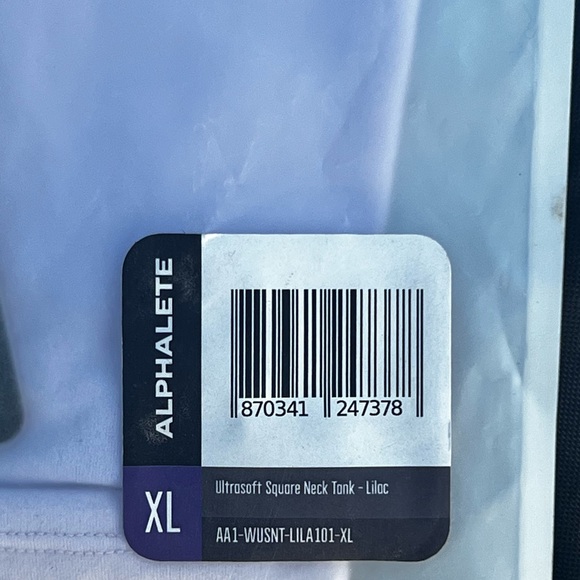 ALPHALETE
870341 247378
XL
Ultrasoft Square Neck Tank - Lilac
AA1-WUSNT-LILA101-XL